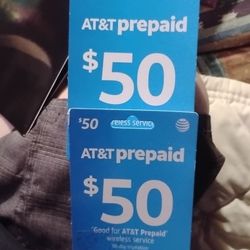 AT&T prepaid
$50
$50
AT&T prepaid
$50
*Good for AT&T Prepaid*
wireless service